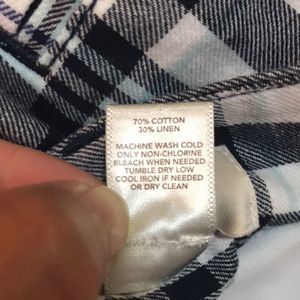 70% COTTON
30% LINEN
MACHINE WASH COLD
ONLY NON-CHLORINE
BLEACH WHEN NEEDED
TUMBLE DRY LOW
COOL IRON IF NEEDED
OR DRY CLEAN